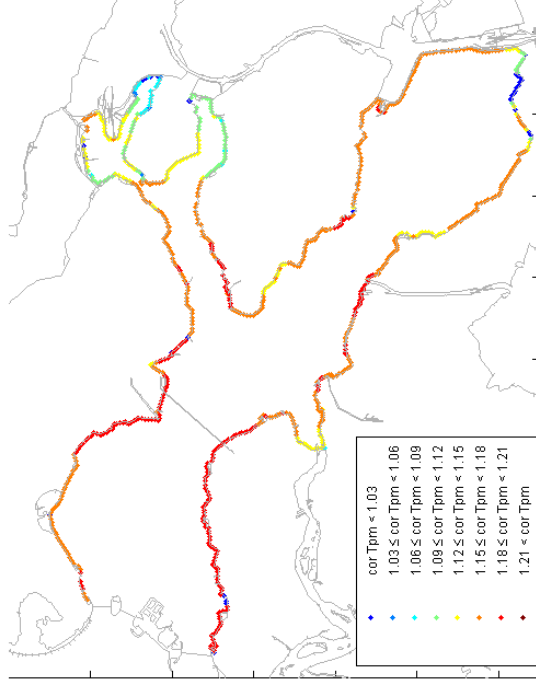 cor Tpm < 1.03
1.03 ≤ cor Tpm < 1.06
1.06 ≤ cor Tpm < 1.09
1.09 ≤ cor Tpm < 1.12
1.12 ≤ cor Tpm < 1.15
1.15 ≤ cor Tpm < 1.18
1.18 ≤ cor Tpm < 1.21
1.21 < cor Tpm